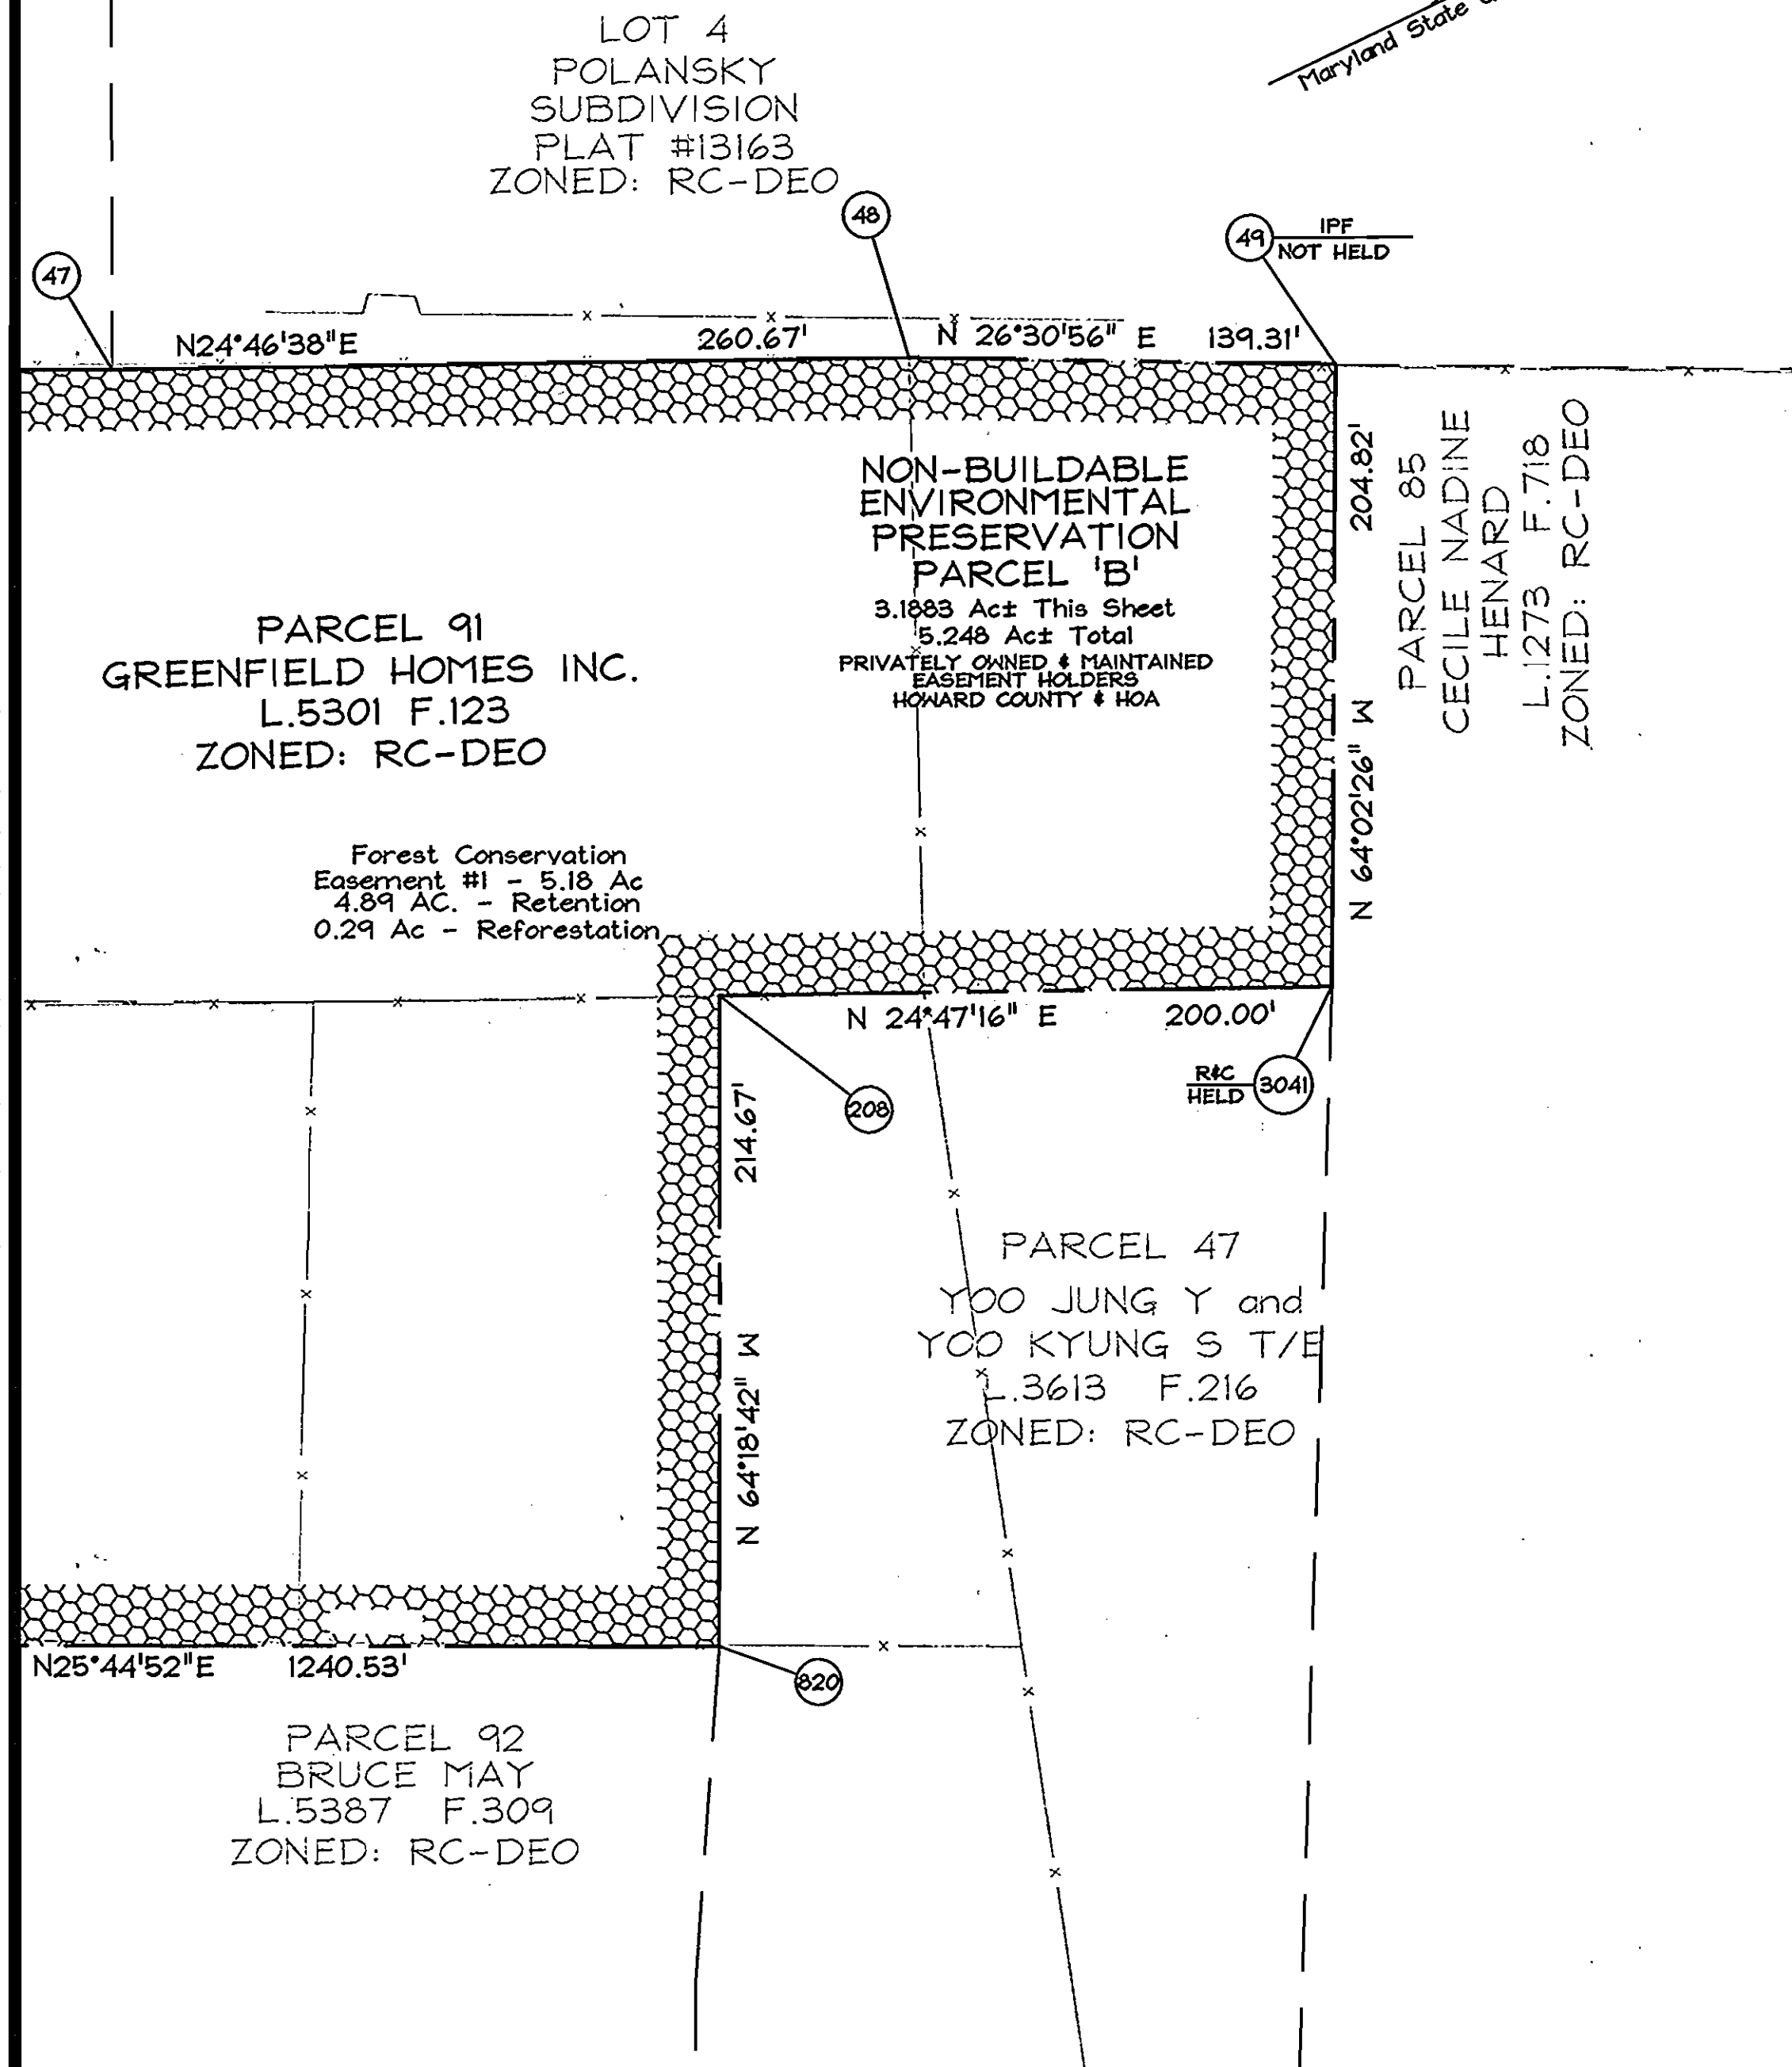 LOT 4
POLANSKY
SUBDIVISION
PLAT #13163
ZONED: RC-DEO
Maryland State
47
48
49
IPF
NOT HELD
N24°46'38"E
260.67'
N 26°30'56" E
139.31'
204.82'
N 64°02'26" W
PARCEL 85
CECILE NADINE
HENARD
L.1273 F.718
ZONED: RC-DEO
NON-BUILDABLE
ENVIRONMENTAL
PRESERVATION
PARCEL 'B'
3.1883 Ac± This Sheet
5.248 Ac± Total
PRIVATELY OWNED & MAINTAINED
EASEMENT HOLDERS
HOWARD COUNTY & HOA
PARCEL 91
GREENFIELD HOMES INC.
L.5301 F.123
ZONED: RC-DEO
Forest Conservation
Easement #1 - 5.18 Ac
4.89 AC. - Retention
0.29 Ac - Reforestation
N 24°47'16" E
200.00'
R&C
HELD
3041
208
214.67'
N 64°18'42" W
PARCEL 47
YOO JUNG Y and
YOO KYUNG S T/E
L.3613 F.216
ZONED: RC-DEO
N25°44'52"E
1240.53'
820
PARCEL 92
BRUCE MAY
L.5387 F.309
ZONED: RC-DEO